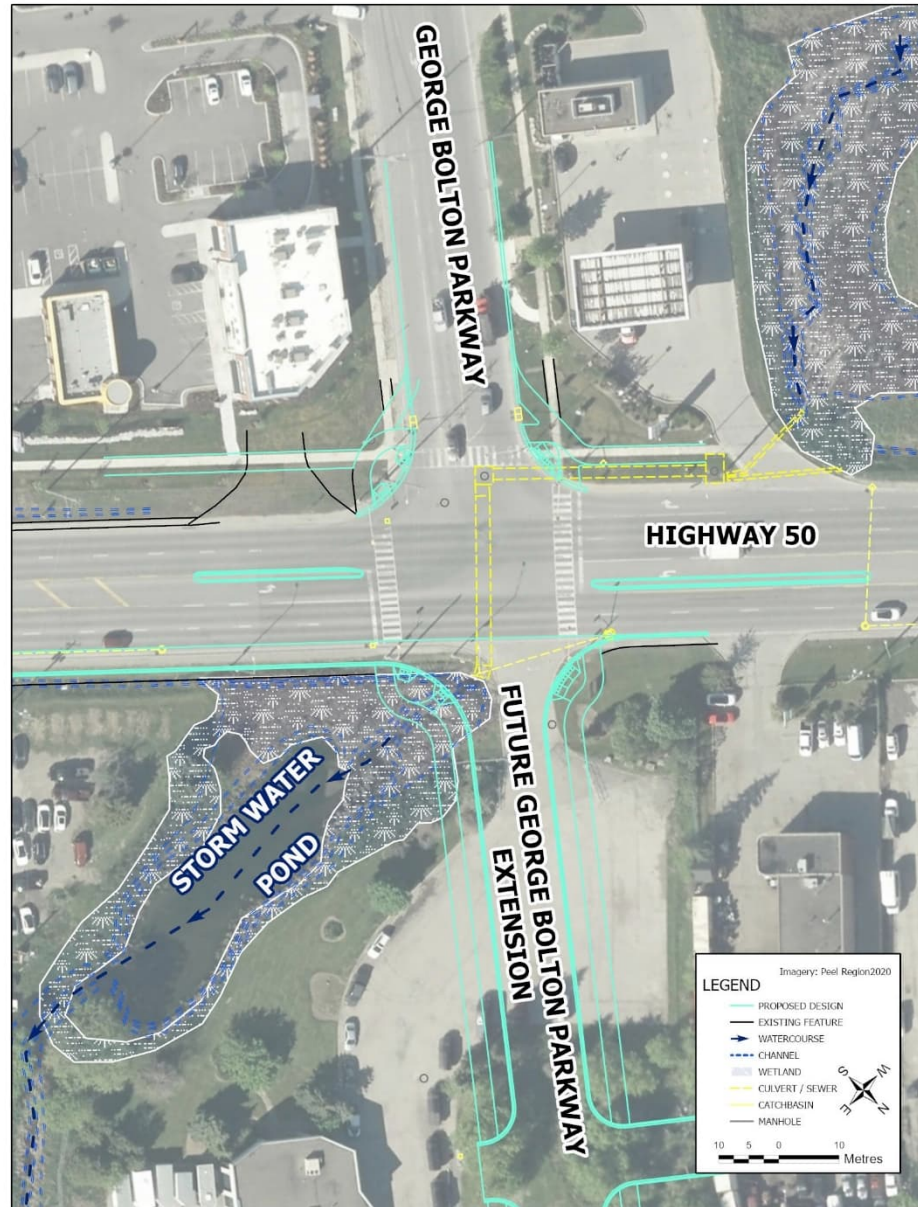 GEORGE BOLTON PARKWAY
HIGHWAY 50
FUTURE GEORGE BOLTON PARKWAY
EXTENSION
STORM WATER
POND
Imagery: Peel Region2020
LEGEND
PROPOSED DESIGN
EXISTING FEATURE
WATERCOURSE
CHANNEL
WETLAND
CULVERT / SEWER
CATCHBASIN
MANHOLE
S W
E N
10 5 0 10
Metres